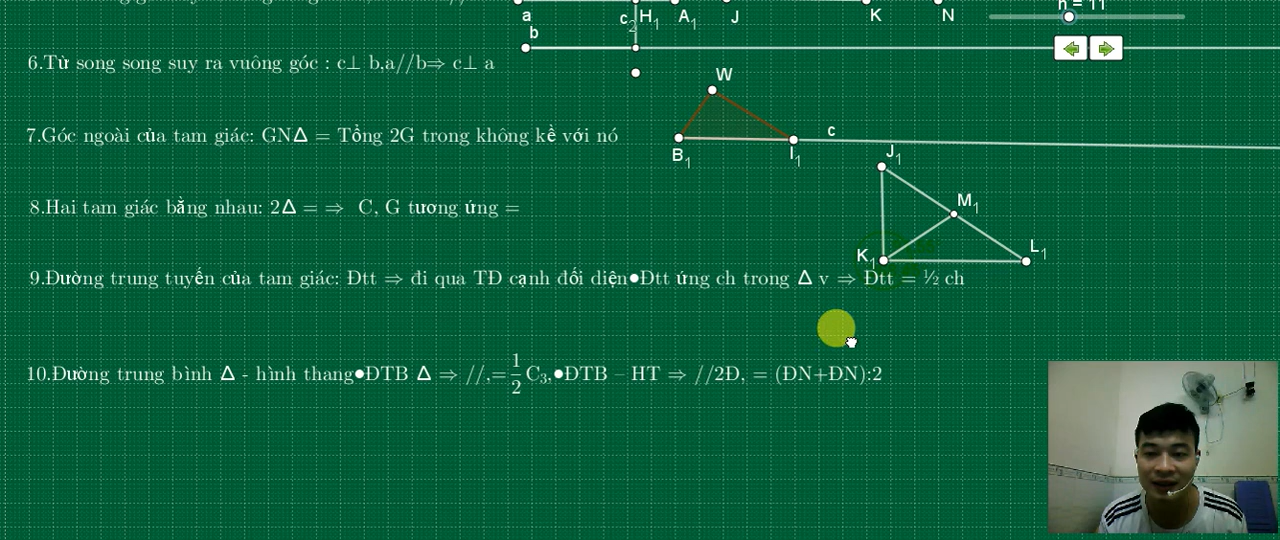 a
c
2
H1
A1
J
K
N
n = 11
b
6.Từ song song suy ra vuông góc : c⊥ b,a//b⇒ c⊥ a
W
7.Góc ngoài của tam giác: GNΔ = Tổng 2G trong không kề với nó
c
B1
I1
J1
8.Hai tam giác bằng nhau: 2Δ = ⇒ C, G tương ứng =
M1
K1
L1
9.Đường trung tuyến của tam giác: Đtt ⇒ đi qua TĐ cạnh đối diện●Đtt ứng ch trong Δ v ⇒ Đtt = ½ ch
10.Đường trung bình Δ - hình thang●ĐTB Δ ⇒ //,=1/2 C3,●ĐTB – HT ⇒ //2Đ, = (ĐN+ĐN):2